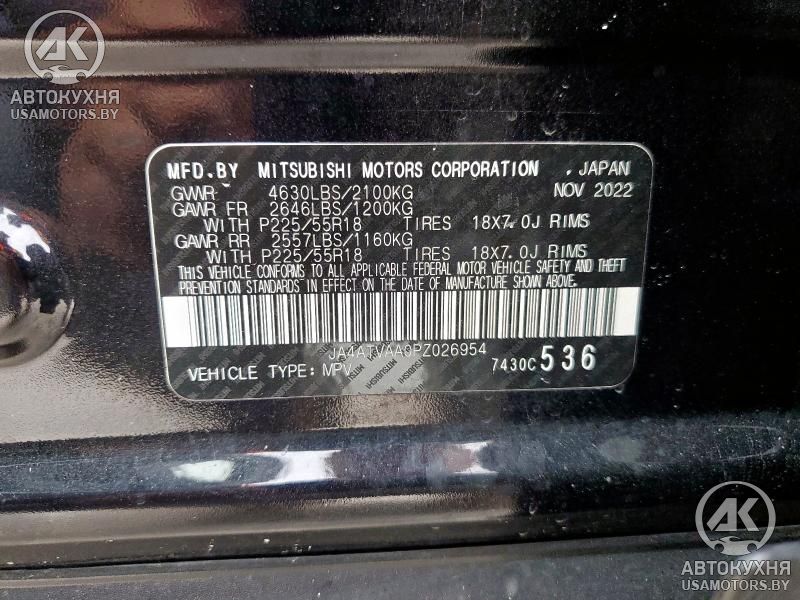 АК
АВТОКУХНЯ
USAMOTORS.BY
MFD.BY MITSUBISHI MOTORS CORPORATION , JAPAN
GVWR 4630LBS/2100KG NOV 2022
GAWR FR 2646LBS/1200KG
WITH P225/55R18 TIRES 18X7.0J RIMS
GAWR RR 2557LBS/1160KG
WITH P225/55R18 TIRES 18X7.0J RIMS
THIS VEHICLE CONFORMS TO ALL APPLICABLE FEDERAL MOTOR VEHICLE SAFETY AND THEFT
PREVENTION STANDARDS IN EFFECT ON THE DATE OF MANUFACTURE SHOWN ABOVE.
JA4ATVAA0PZ026954
VEHICLE TYPE:MPV 7430C536
АК
АВТОКУХНЯ
USAMOTORS.BY